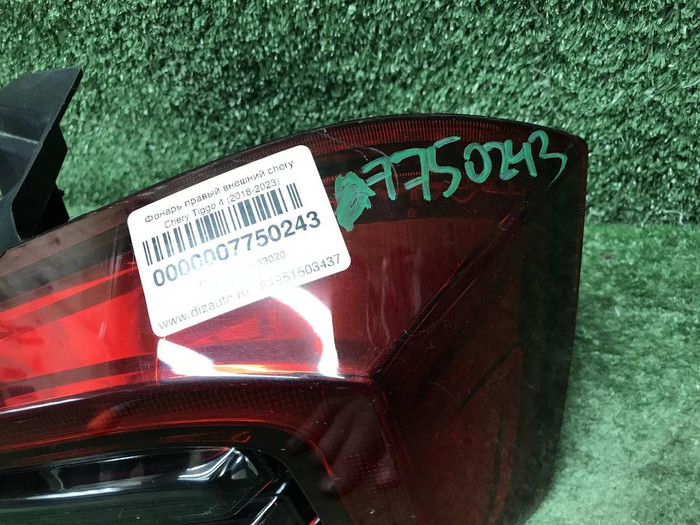 Фонарь правый внешний chery
Chery Tiggo 4 (2018-2023)
0000007750243
www.dizauto.ru
7750243